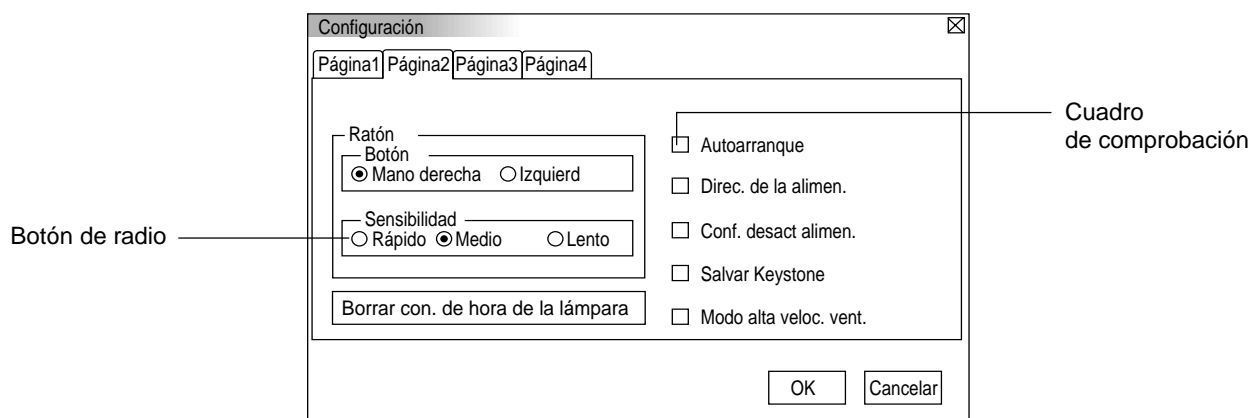 Configuración
Página1 Página2 Página3 Página4
Ratón
Botón
Mano derecha Izquierd
Sensibilidad
Rápido Medio Lento
Borrar con. de hora de la lámpara
Autoarranque
Direc. de la alimen.
Conf. desact alimen.
Salvar Keystone
Modo alta veloc. vent.
OK Cancelar
Botón de radio
Cuadro
de comprobación